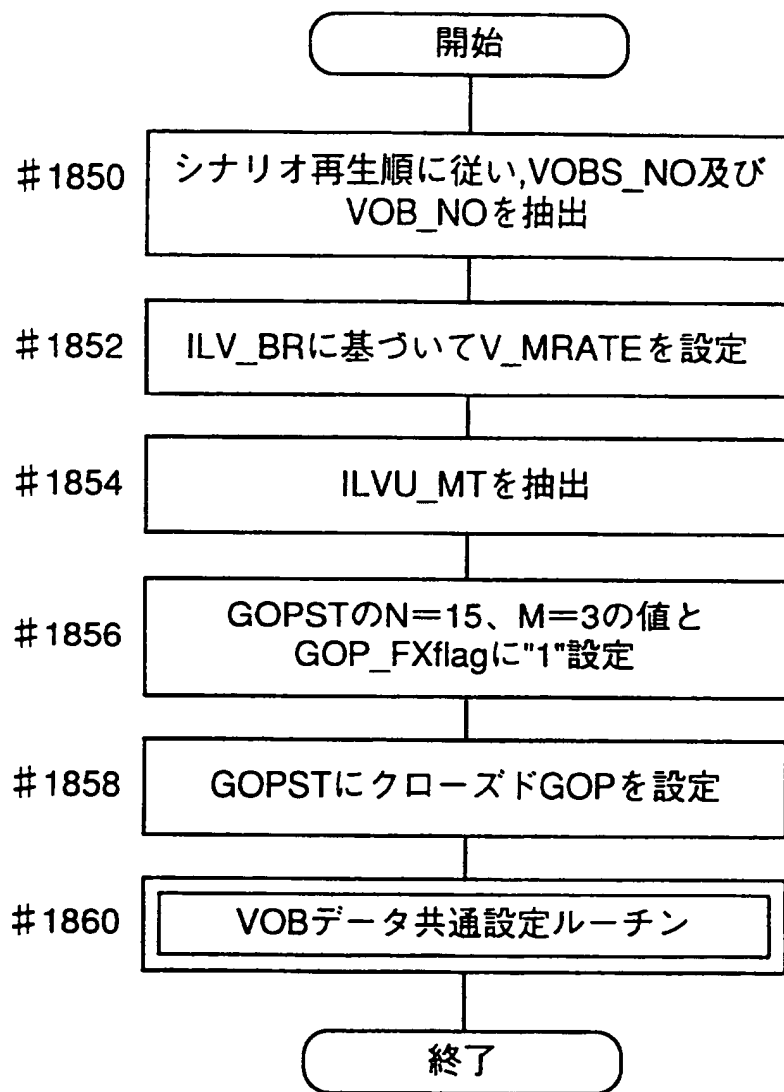 開始
#1850
シナリオ再生順に従い,VOBS_NO及び
VOB_NOを抽出
#1852
ILV_BRに基づいてV_MRATEを設定
#1854
ILVU_MTを抽出
#1856
GOPSTのN=15、M=3の値と
GOP_FXflagに"1"設定
#1858
GOPSTにクローズドGOPを設定
#1860
VOBデータ共通設定ルーチン
終了